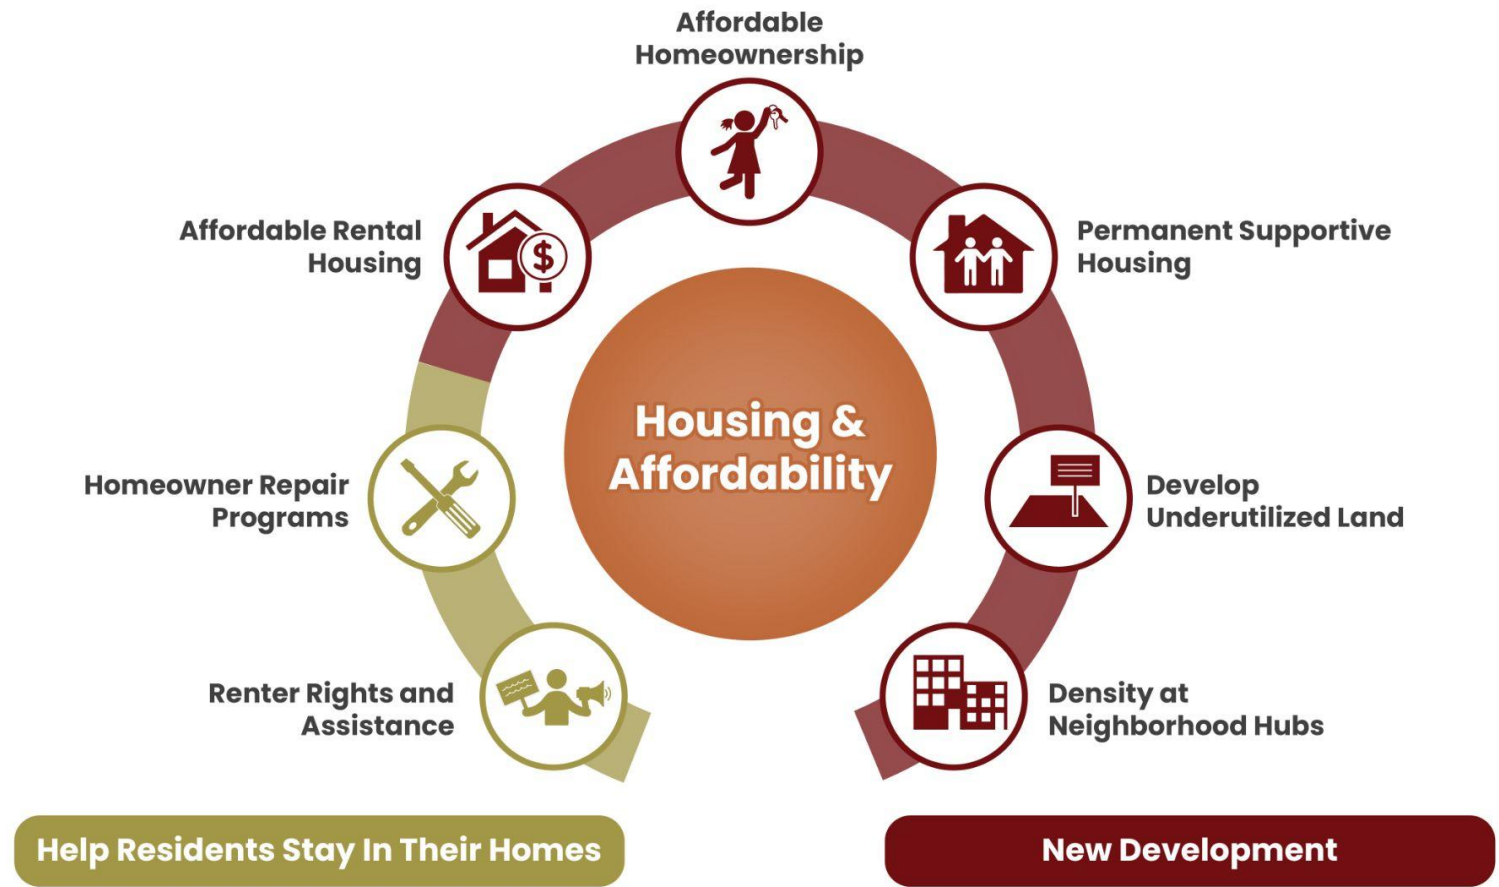 Affordable
Homeownership
Affordable Rental
Housing
$
Permanent Supportive
Housing
Housing &
Affordability
Homeowner Repair
Programs
Develop
Underutilized Land
Renter Rights and
Assistance
Density at
Neighborhood Hubs
Help Residents Stay In Their Homes
New Development